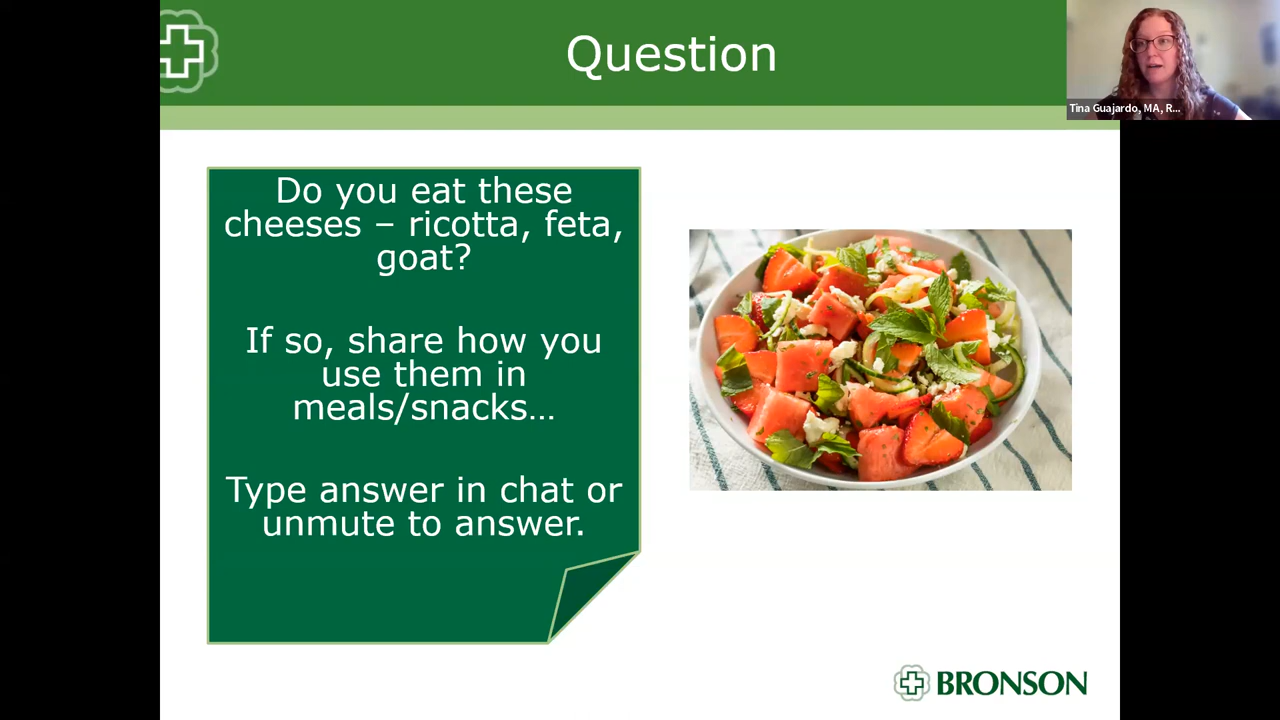 Question
Tina Guajardo, MA, R...
Do you eat these
cheeses – ricotta, feta,
goat?
If so, share how you
use them in
meals/snacks…
Type answer in chat or
unmute to answer.
BRONSON